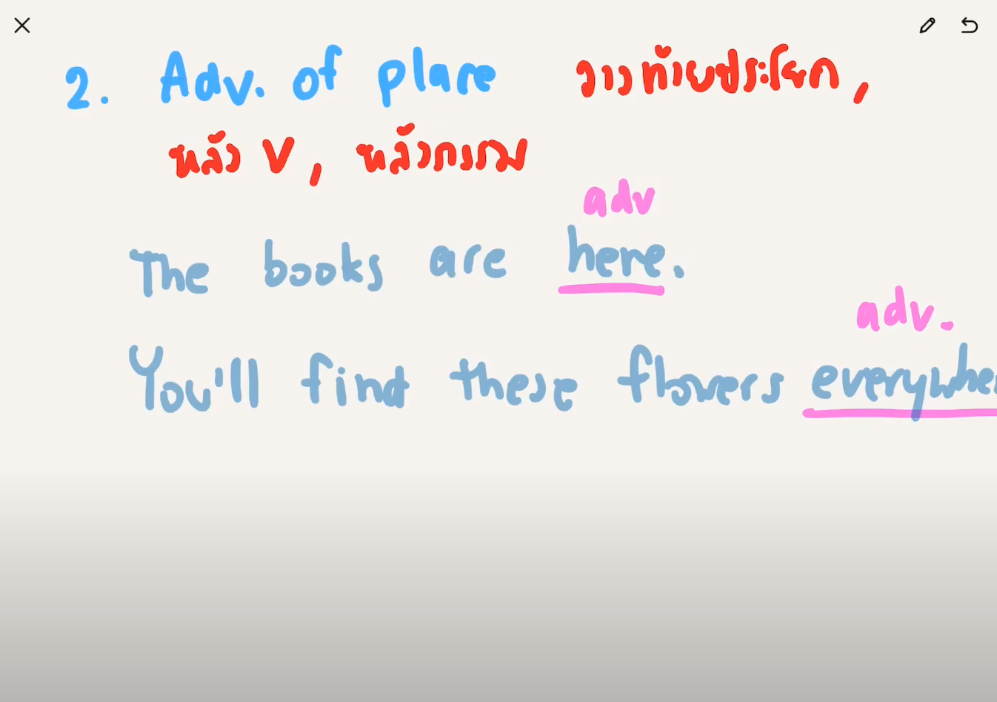 2. Adv. of place วางท้ายประโยค,
หลัง V, หลังกรรม
adv
The books are here.
adv.
You'll find these flowers everywhe